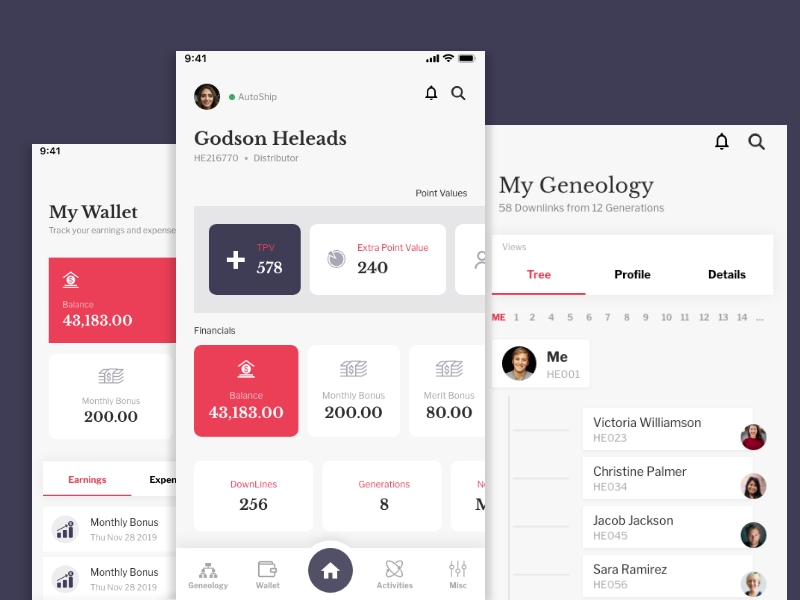 9:41
My Wallet
Track your earnings and expense
Balance
43,183.00
Monthly Bonus
200.00
Earnings
Expen
Monthly Bonus
Thu Nov 28 2019
Monthly Bonus
Thu Nov 28 2019
9:41
AutoShip
Godson Heleads
HE216770 • Distributor
Point Values
TPV
578
Extra Point Value
240
Financials
Balance
43,183.00
Monthly Bonus
200.00
Merit Bonus
80.00
DownLines
256
Generations
8
N
M
Geneology
Wallet
Activities
Misc
My Geneology
58 Downlinks from 12 Generations
Views
Tree
Profile
Details
ME 1 2 4 5 6 7 8 9 10 11 12 13 14 ...
Me
HE001
Victoria Williamson
HE023
Christine Palmer
HE034
Jacob Jackson
HE045
Sara Ramirez
HE056